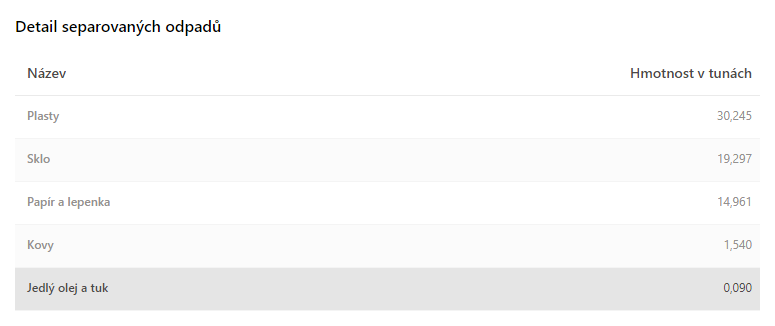 Detail separovaných odpadů
Název Hmotnost v tunách
Plasty 30,245
Sklo 19,297
Papír a lepenka 14,961
Kovy 1,540
Jedlý olej a tuk 0,090